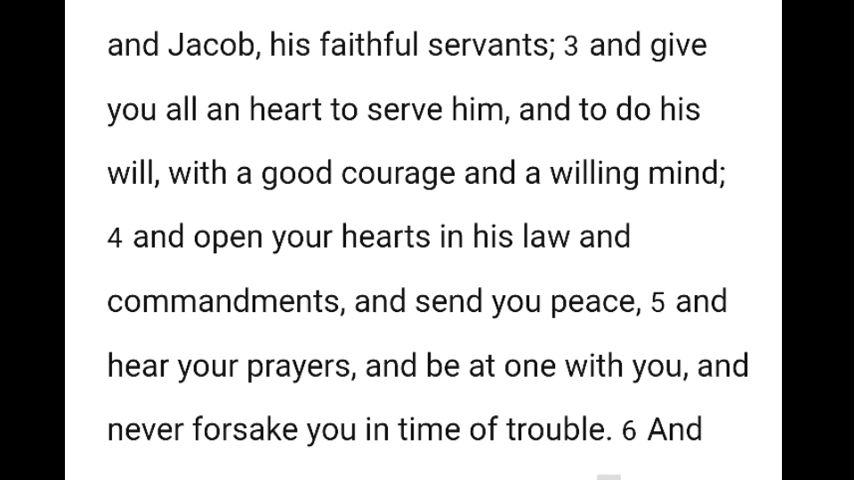 and Jacob, his faithful servants; 3 and give
you all an heart to serve him, and to do his
will, with a good courage and a willing mind;
4 and open your hearts in his law and
commandments, and send you peace, 5 and
hear your prayers, and be at one with you, and
never forsake you in time of trouble. 6 And